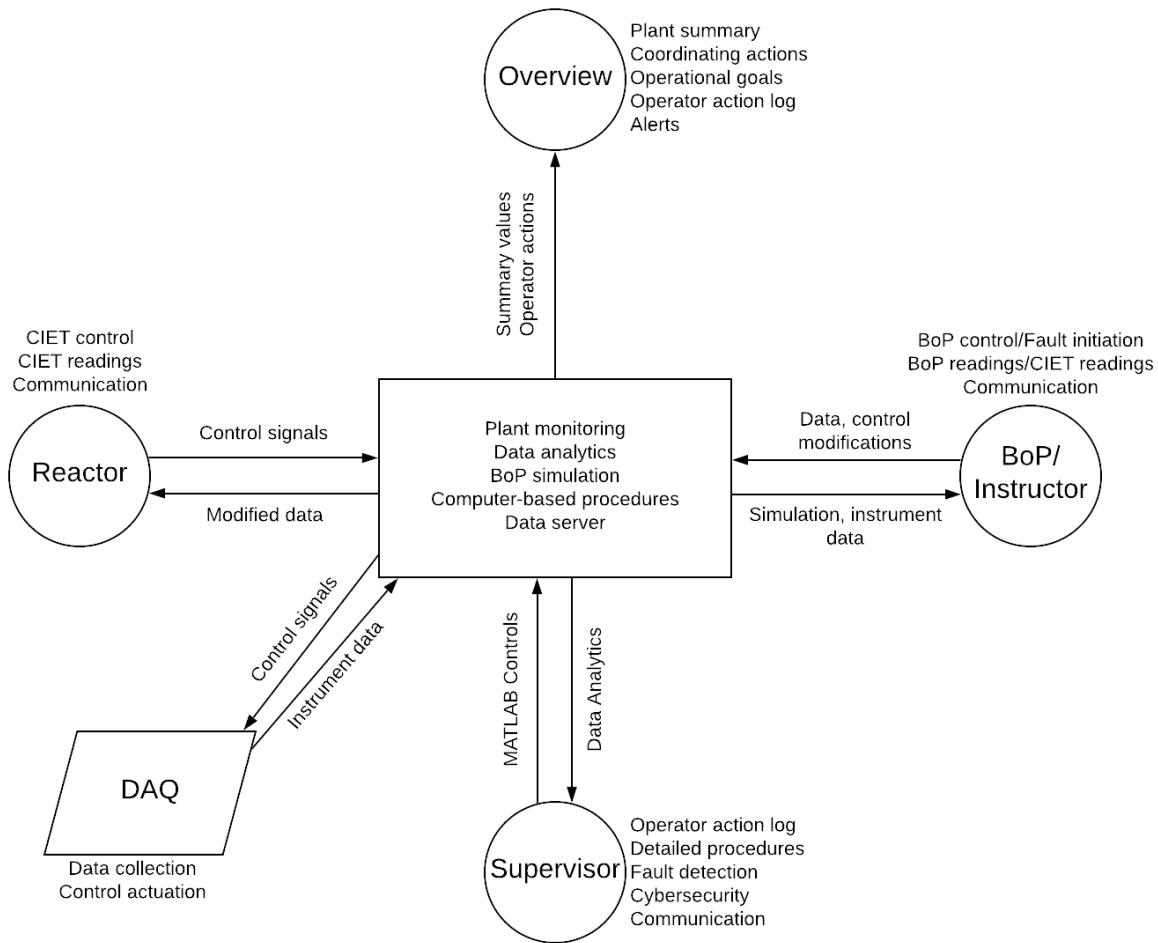 Overview
Plant summary
Coordinating actions
Operational goals
Operator action log
Alerts
Summary values
Operator actions
CIET control
CIET readings
Communication
Reactor
Control signals
Modified data
Plant monitoring
Data analytics
BoP simulation
Computer-based procedures
Data server
BoP control/Fault initiation
BoP readings/CIET readings
Communication
Data, control
modifications
BoP/
Instructor
Simulation, instrument
data
Control signals
Instrument data
MATLAB Controls
Data Analytics
DAQ
Data collection
Control actuation
Supervisor
Operator action log
Detailed procedures
Fault detection
Cybersecurity
Communication